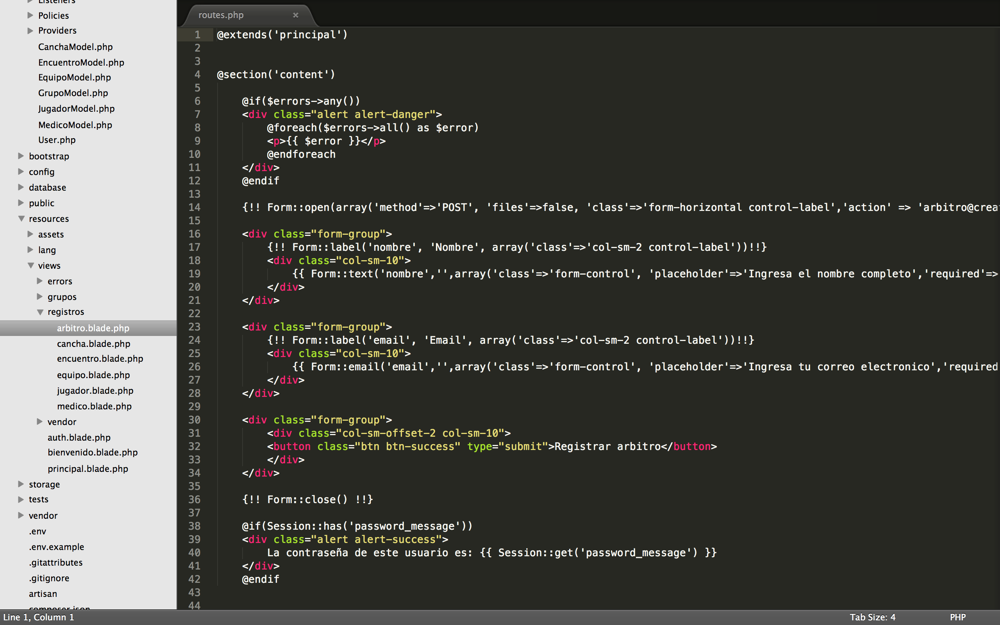 Listeners
Policies
Providers
CanchaModel.php
EncuentroModel.php
EquipoModel.php
GrupoModel.php
JugadorModel.php
MedicoModel.php
User.php
bootstrap
config
database
public
resources
assets
lang
views
errors
grupos
registros
arbitro.blade.php
cancha.blade.php
encuentro.blade.php
equipo.blade.php
jugador.blade.php
medico.blade.php
vendor
auth.blade.php
bienvenido.blade.php
principal.blade.php
storage
tests
vendor
.env
.env.example
.gitattributes
.gitignore
artisan
composer.json
routes.php ×
1 @extends('principal')
2
3
4 @section('content')
5
6 @if($errors->any())
7 <div class="alert alert-danger">
8 @foreach($errors->all() as $error)
9 <p>{{ $error }}</p>
10 @endforeach
11 </div>
12 @endif
13
14 {!! Form::open(array('method'=>'POST', 'files'=>false, 'class'=>'form-horizontal control-label','action' => 'arbitro@crea
15
16 <div class="form-group">
17 {!! Form::label('nombre', 'Nombre', array('class'=>'col-sm-2 control-label'))!!}
18 <div class="col-sm-10">
19 {{ Form::text('nombre','',array('class'=>'form-control', 'placeholder'=>'Ingresa el nombre completo','required'=>
20 </div>
21 </div>
22
23 <div class="form-group">
24 {!! Form::label('email', 'Email', array('class'=>'col-sm-2 control-label'))!!}
25 <div class="col-sm-10">
26 {{ Form::email('email','',array('class'=>'form-control', 'placeholder'=>'Ingresa tu correo electronico','required
27 </div>
28 </div>
29
30 <div class="form-group">
31 <div class="col-sm-offset-2 col-sm-10">
32 <button class="btn btn-success" type="submit">Registrar arbitro</button>
33 </div>
34 </div>
35
36 {!! Form::close() !!}
37
38 @if(Session::has('password_message'))
39 <div class="alert alert-success">
40 La contraseña de este usuario es: {{ Session::get('password_message') }}
41 </div>
42 @endif
43
44
Line 1, Column 1
Tab Size: 4
PHP